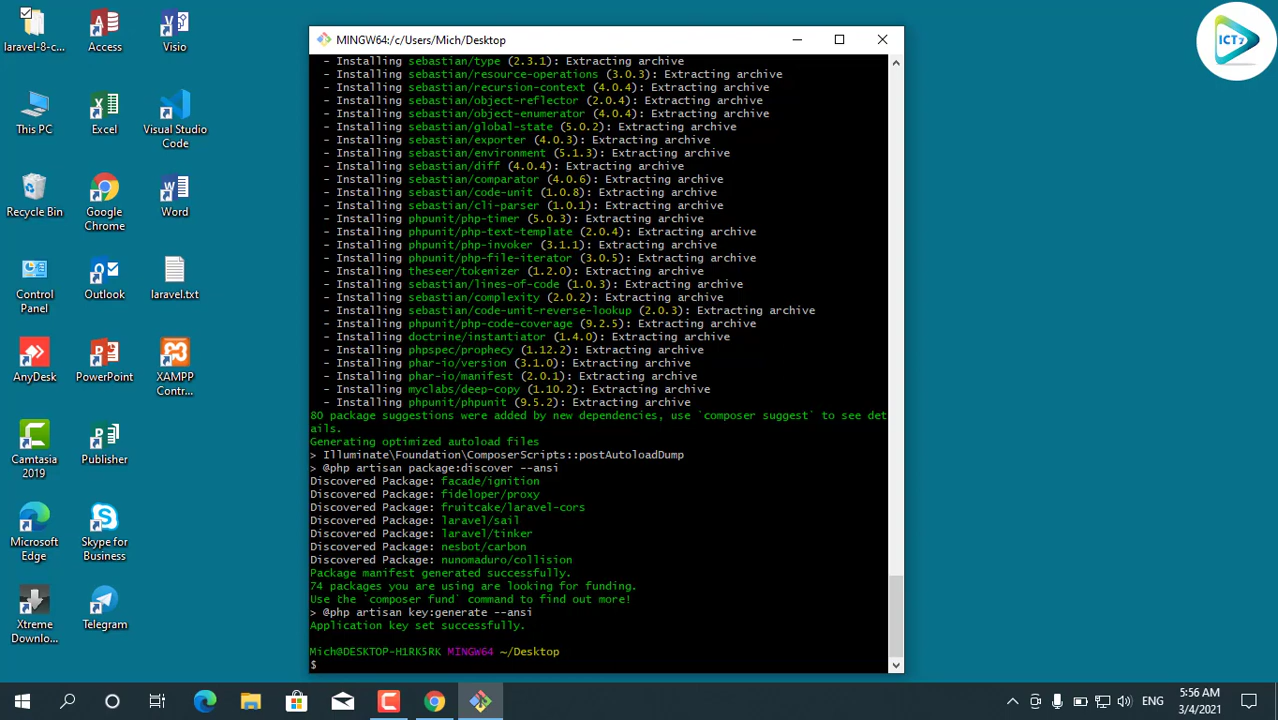 laravel-8-c...
Access
Visio
This PC
Excel
Visual Studio
Code
Recycle Bin
Google
Chrome
Word
Control
Panel
Outlook
laravel.txt
AnyDesk
PowerPoint
XAMPP
Contr...
Camtasia
2019
Publisher
Microsoft
Edge
Skype for
Business
Xtreme
Downlo...
Telegram
MINGW64:/c/Users/Mich/Desktop
- Installing sebastian/type (2.3.1): Extracting archive
- Installing sebastian/resource-operations (3.0.3): Extracting archive
- Installing sebastian/recursion-context (4.0.4): Extracting archive
- Installing sebastian/object-reflector (2.0.4): Extracting archive
- Installing sebastian/object-enumerator (4.0.4): Extracting archive
- Installing sebastian/global-state (5.0.2): Extracting archive
- Installing sebastian/exporter (4.0.3): Extracting archive
- Installing sebastian/environment (5.1.3): Extracting archive
- Installing sebastian/diff (4.0.4): Extracting archive
- Installing sebastian/comparator (4.0.6): Extracting archive
- Installing sebastian/code-unit (1.0.8): Extracting archive
- Installing sebastian/cli-parser (1.0.1): Extracting archive
- Installing phpunit/php-timer (5.0.3): Extracting archive
- Installing phpunit/php-text-template (2.0.4): Extracting archive
- Installing phpunit/php-invoker (3.1.1): Extracting archive
- Installing phpunit/php-file-iterator (3.0.5): Extracting archive
- Installing theseer/tokenizer (1.2.0): Extracting archive
- Installing sebastian/lines-of-code (1.0.3): Extracting archive
- Installing sebastian/complexity (2.0.2): Extracting archive
- Installing sebastian/code-unit-reverse-lookup (2.0.3): Extracting archive
- Installing phpunit/php-code-coverage (9.2.5): Extracting archive
- Installing doctrine/instantiator (1.4.0): Extracting archive
- Installing phpspec/prophecy (1.12.2): Extracting archive
- Installing phar-io/version (3.1.0): Extracting archive
- Installing phar-io/manifest (2.0.1): Extracting archive
- Installing myclabs/deep-copy (1.10.2): Extracting archive
- Installing phpunit/phpunit (9.5.2): Extracting archive
80 package suggestions were added by new dependencies, use `composer suggest` to see det
ails.
Generating optimized autoload files
> Illuminate\Foundation\ComposerScripts::postAutoloadDump
> @php artisan package:discover --ansi
Discovered Package: facade/ignition
Discovered Package: fideloper/proxy
Discovered Package: fruitcake/laravel-cors
Discovered Package: laravel/sail
Discovered Package: laravel/tinker
Discovered Package: nesbot/carbon
Discovered Package: nunomaduro/collision
Package manifest generated successfully.
74 packages you are using are looking for funding.
Use the `composer fund` command to find out more!
> @php artisan key:generate --ansi
Application key set successfully.
Mich@DESKTOP-H1RK5RK MINGW64 ~/Desktop
$
ICT7
ENG
5:56 AM
3/4/2021